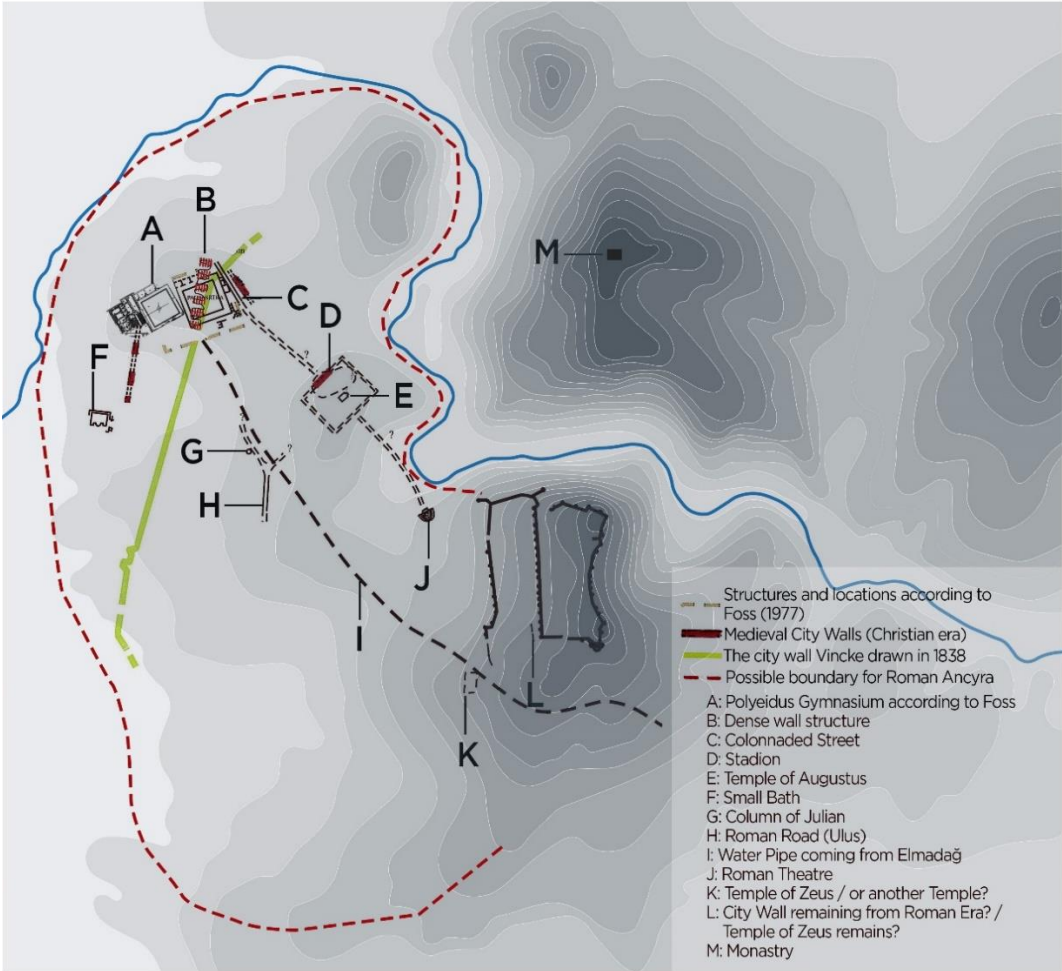 B
A
C
M
D
F
E
G
H
J
I
L
K
Structures and locations according to
Foss (1977)
Medieval City Walls (Christian era)
The city wall Vincke drawn in 1838
Possible boundary for Roman Ancyra
A: Polyeidus Gymnasium according to Foss
B: Dense wall structure
C: Colonnaded Street
D: Stadion
E: Temple of Augustus
F: Small Bath
G: Column of Julian
H: Roman Road (Ulus)
I: Water Pipe coming from Elmadağ
J: Roman Theatre
K: Temple of Zeus / or another Temple?
L: City Wall remaining from Roman Era? /
Temple of Zeus remains?
M: Monastry